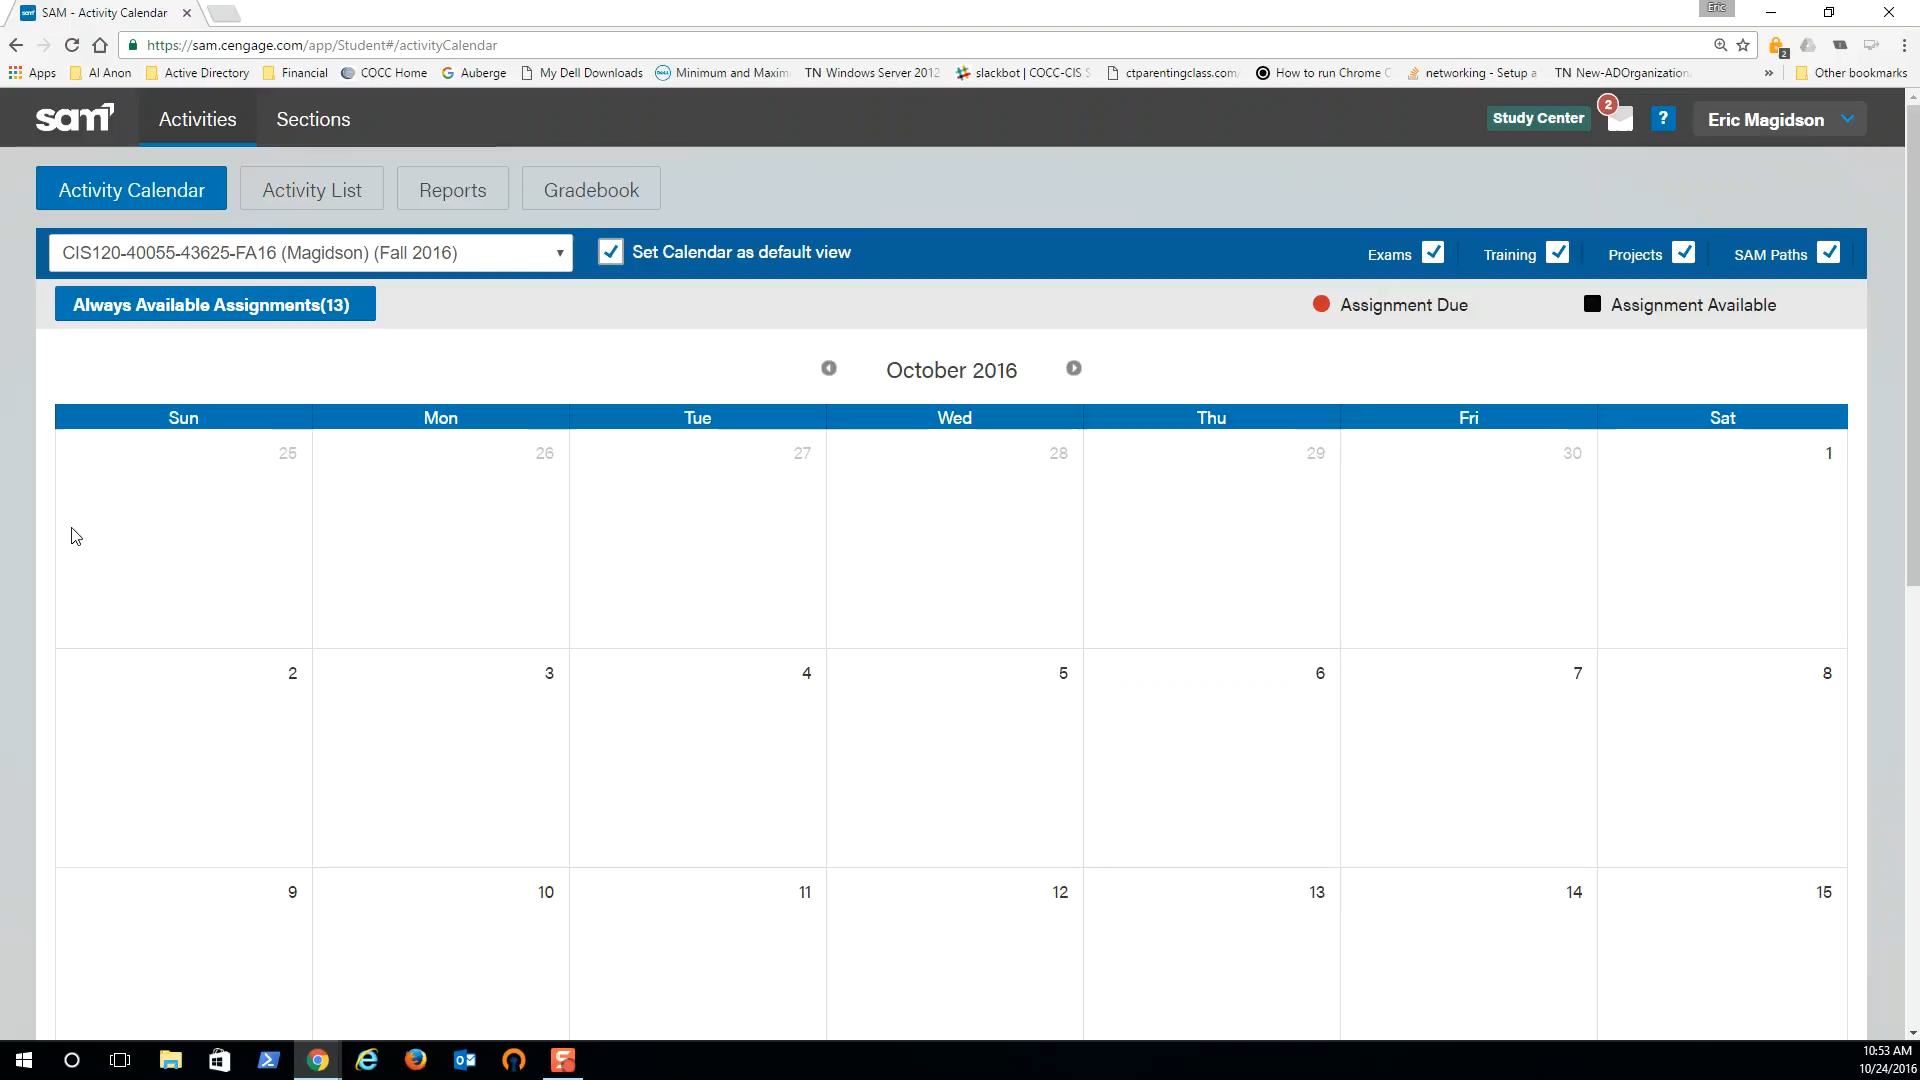 SAM - Activity Calendar
Eric
https://sam.cengage.com/app/Student#/activityCalendar
2
Apps
Al Anon
Active Directory
Financial
COCC Home
Auberge
My Dell Downloads
Minimum and Maxim
TN Windows Server 2012
slackbot | COCC-CIS S
ctparentingclass.com
How to run Chrome C
networking - Setup a
TN New-ADOrganization
»
Other bookmarks
sam
Activities
Sections
Study Center
2
?
Eric Magidson
Activity Calendar
Activity List
Reports
Gradebook
CIS120-40055-43625-FA16 (Magidson) (Fall 2016)
Set Calendar as default view
Exams
Training
Projects
SAM Paths
Always Available Assignments(13)
Assignment Due
Assignment Available
October 2016
Sun Mon Tue Wed Thu Fri Sat
25 26 27 28 29 30 1
2 3 4 5 6 7 8
9 10 11 12 13 14 15
10:53 AM
10/24/2016